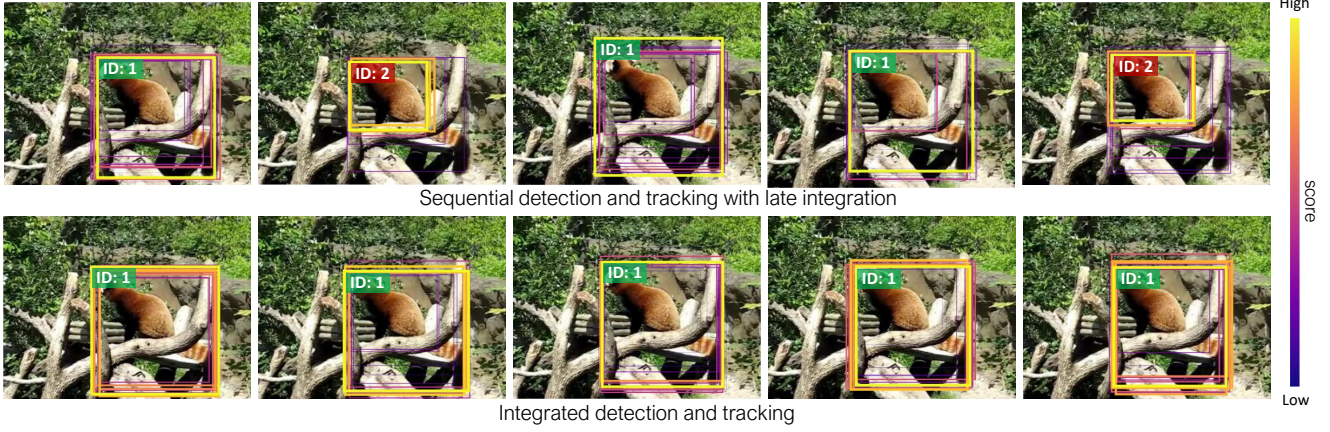 High
ID: 1
ID: 2
ID: 1
ID: 1
ID: 2
Sequential detection and tracking with late integration
score
ID: 1
ID: 1
ID: 1
ID: 1
ID: 1
Low
Integrated detection and tracking